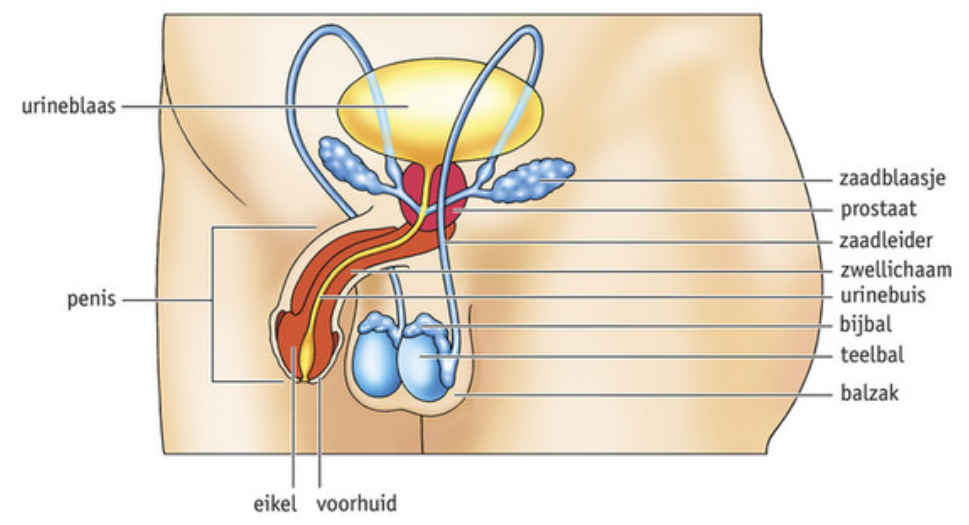 urineblaas
zaadblaasje
prostaat
zaadleider
zwellichaam
penis
urinebuis
bijbal
teelbal
balzak
eikel
voorhuid